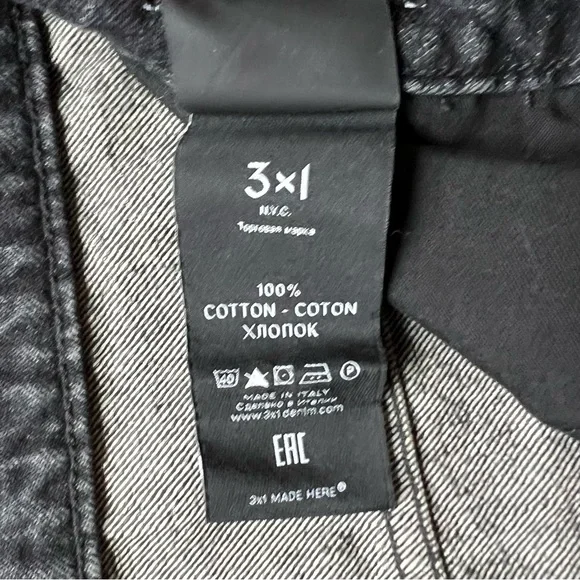 3x1
N.Y.C.
Торговая марка
100%
COTTON - COTON
ХЛОПОК
40 P
MADE IN ITALY
Сделано в Италии
www.3x1denim.com
EAC
3x1 MADE HERE®